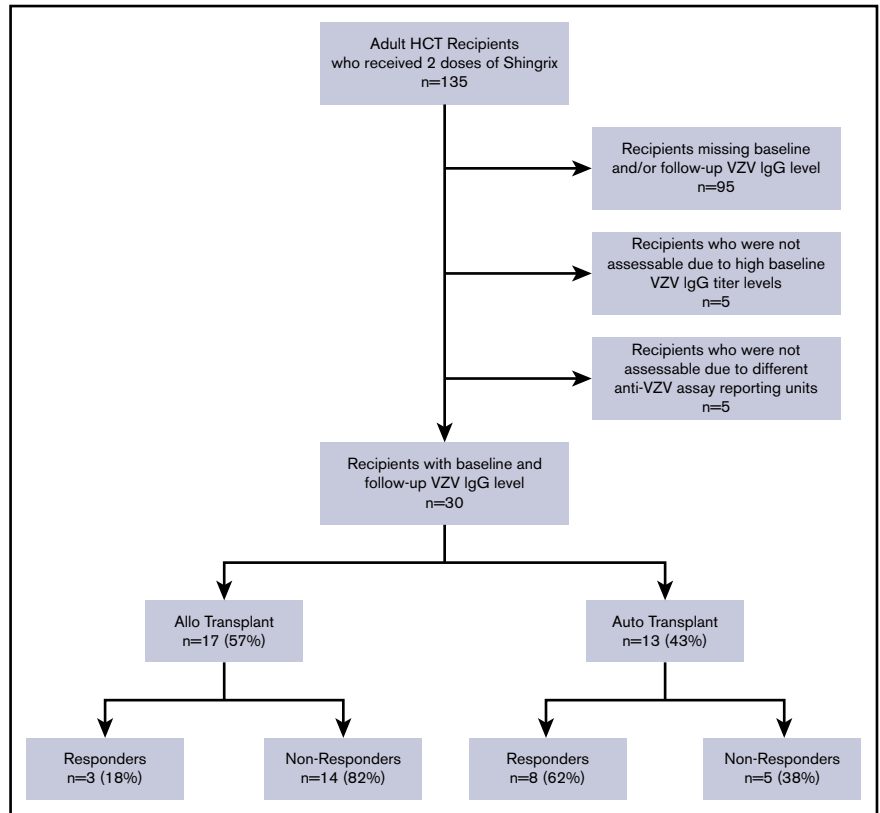 Adult HCT Recipients
who received 2 doses of Shingrix
n=135
Recipients missing baseline
and/or follow-up VZV IgG level
n=95
Recipients who were not
assessable due to high baseline
VZV IgG titer levels
n=5
Recipients who were not
assessable due to different
anti-VZV assay reporting units
n=5
Recipients with baseline and
follow-up VZV IgG level
n=30
Allo Transplant
n=17 (57%)
Auto Transplant
n=13 (43%)
Responders
n=3 (18%)
Non-Responders
n=14 (82%)
Responders
n=8 (62%)
Non-Responders
n=5 (38%)